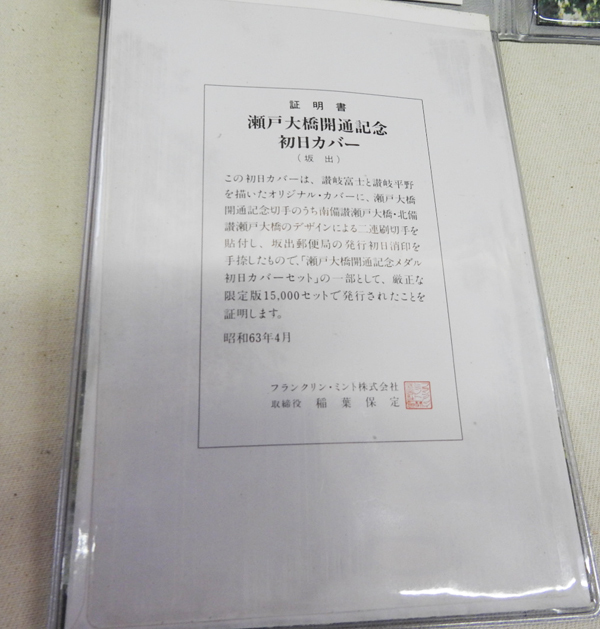 証明書
瀬戸大橋開通記念
初日カバー
（坂出）
この初日カバーは、讃岐富士と讃岐平野
を描いたオリジナル・カバーに、瀬戸大橋
開通記念切手のうち南備讃瀬戸大橋・北備
讃瀬戸大橋のデザインによる二連刷切手を
貼付し、坂出郵便局の発行初日消印を
手捺したもので、「瀬戸大橋開通記念メダル
初日カバーセット」の一部として、厳正な
限定版15,000セットで発行されたことを
証明します。
昭和63年4月
フランクリン・ミント株式会社
取締役 稲葉保定